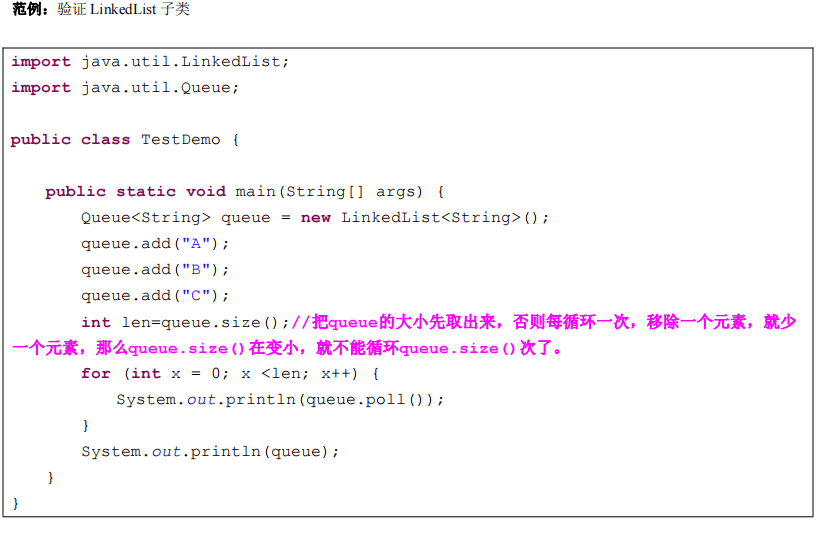 范例：验证 LinkedList 子类
import java.util.LinkedList;
import java.util.Queue;
public class TestDemo {
public static void main(String[] args) {
Queue<String> queue = new LinkedList<String>();
queue.add("A");
queue.add("B");
queue.add("C");
int len=queue.size();//把queue的大小先取出来，否则每循环一次，移除一个元素，就少
一个元素，那么queue.size()在变小，就不能循环queue.size()次了。
for (int x = 0; x <len; x++) {
System.out.println(queue.poll());
}
System.out.println(queue);
}
}